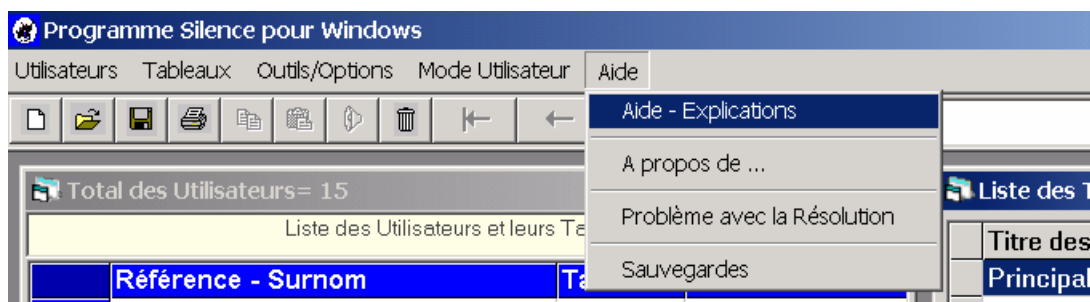 Programme Silence pour Windows
Utilisateurs Tableaux Outils/Options Mode Utilisateur Aide
Aide - Explications
A propos de ...
Problème avec la Résolution
Sauvegardes
Total des Utilisateurs= 15
Liste des Utilisateurs et leurs
Référence - Surnom
Liste des
Titre des
Principal